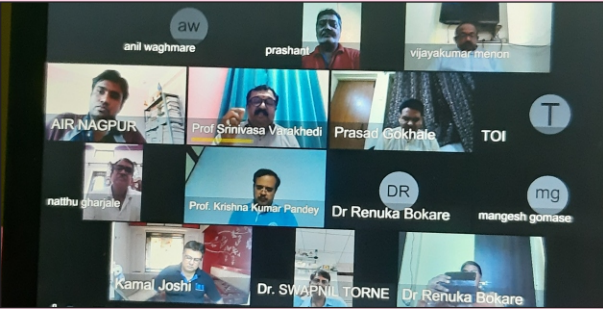 aw
anil waghmare
prashant
vijayakumar menon
AIR NAGPUR
Prof Srinivasa Varakhedi
Prasad Gokhale
TOI
T
natthu gharjale
Prof. Krishna Kumar Pandey
DR
Dr Renuka Bokare
mg
mangesh gomase
Kamal Joshi
Dr. SWAPNIL TORNE
Dr Renuka Bokare